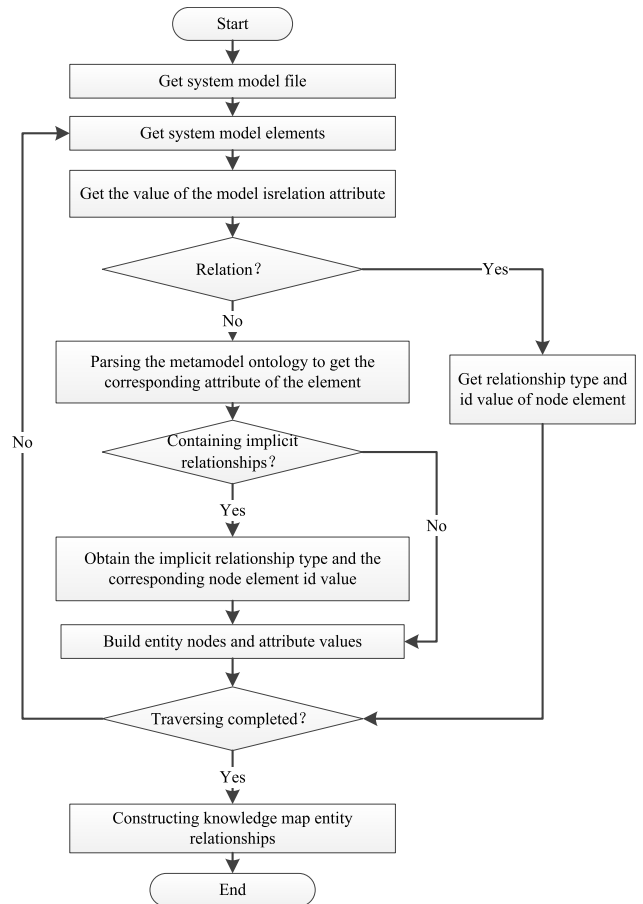 Start
Get system model file
Get system model elements
Get the value of the model isrelation attribute
Relation？
Yes
No
Parsing the metamodel ontology to get the
corresponding attribute of the element
Get relationship type and
id value of node element
Containing implicit
relationships？
No
Yes
No
Obtain the implicit relationship type and the
corresponding node element id value
Build entity nodes and attribute values
Traversing completed？
Yes
Constructing knowledge map entity
relationships
End